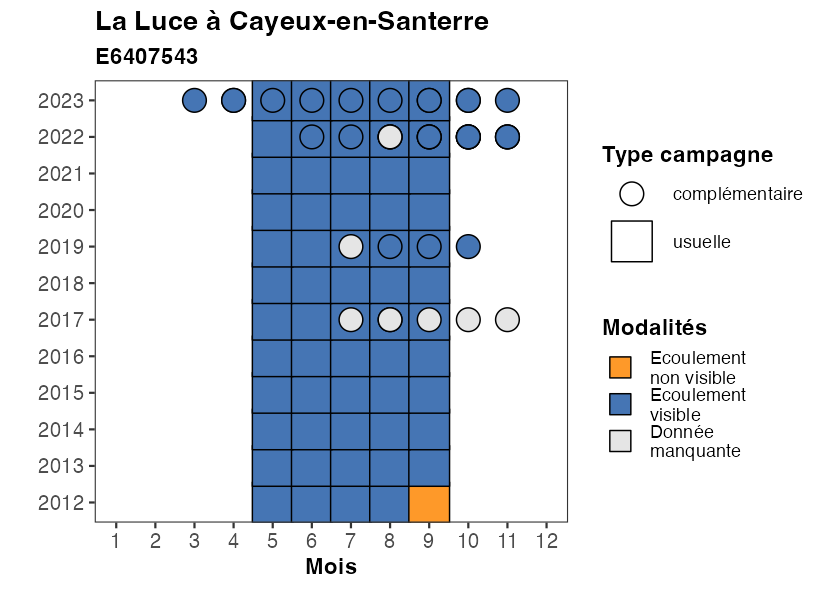 La Luce à Cayeux-en-Santerre
E6407543
2023
2022
2021
2020
2019
2018
2017
2016
2015
2014
2013
2012
1 2 3 4 5 6 7 8 9 10 11 12
Mois
Type campagne
complémentaire
usuelle
Modalités
Ecoulement
non visible
Ecoulement
visible
Donnée
manquante